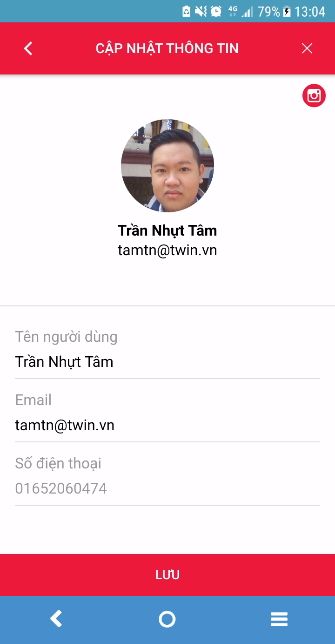 4G 79% 13:04
CẬP NHẬT THÔNG TIN
Trần Nhựt Tâm
tamtn@twin.vn
Tên người dùng
Trần Nhựt Tâm
Email
tamtn@twin.vn
Số điện thoại
01652060474
LƯU